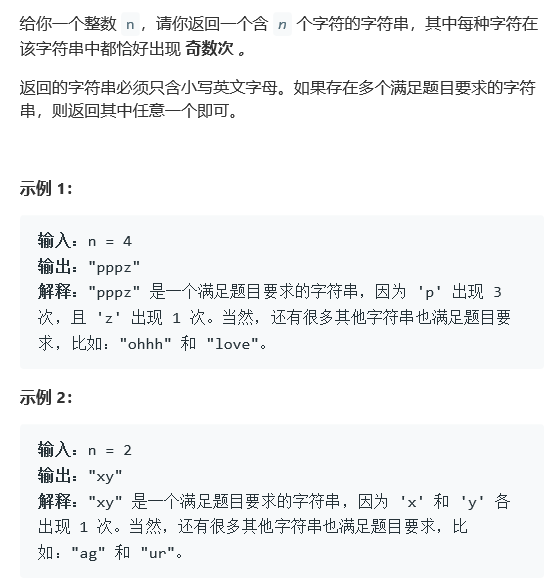 给你一个整数 n，请你返回一个含 n 个字符的字符串，其中每种字符在
该字符串中都恰好出现 奇数次 。
返回的字符串必须只含小写英文字母。如果存在多个满足题目要求的字符
串，则返回其中任意一个即可。
示例 1：
输入：n = 4
输出："pppz"
解释："pppz" 是一个满足题目要求的字符串，因为 'p' 出现 3
次，且 'z' 出现 1 次。当然，还有很多其他字符串也满足题目要
求，比如："ohhh" 和 "love"。
示例 2：
输入：n = 2
输出："xy"
解释："xy" 是一个满足题目要求的字符串，因为 'x' 和 'y' 各
出现 1 次。当然，还有很多其他字符串也满足题目要求，比
如："ag" 和 "ur"。